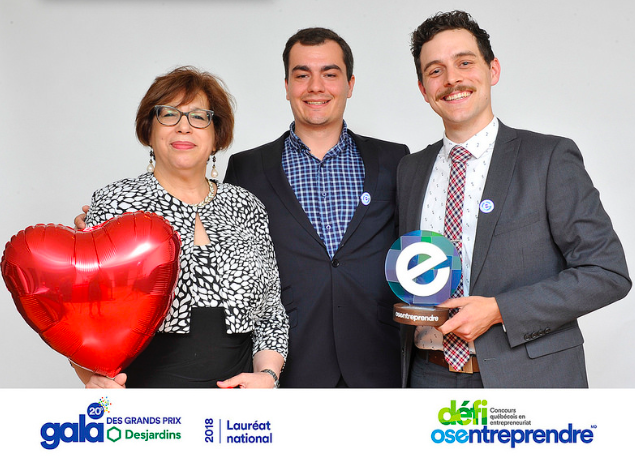 e
osentreprendre
20e
gala
DES GRANDS PRIX
Desjardins
2018
Lauréat
national
défi
Concours
québécois en
entrepreneuriat
osentreprendre MD